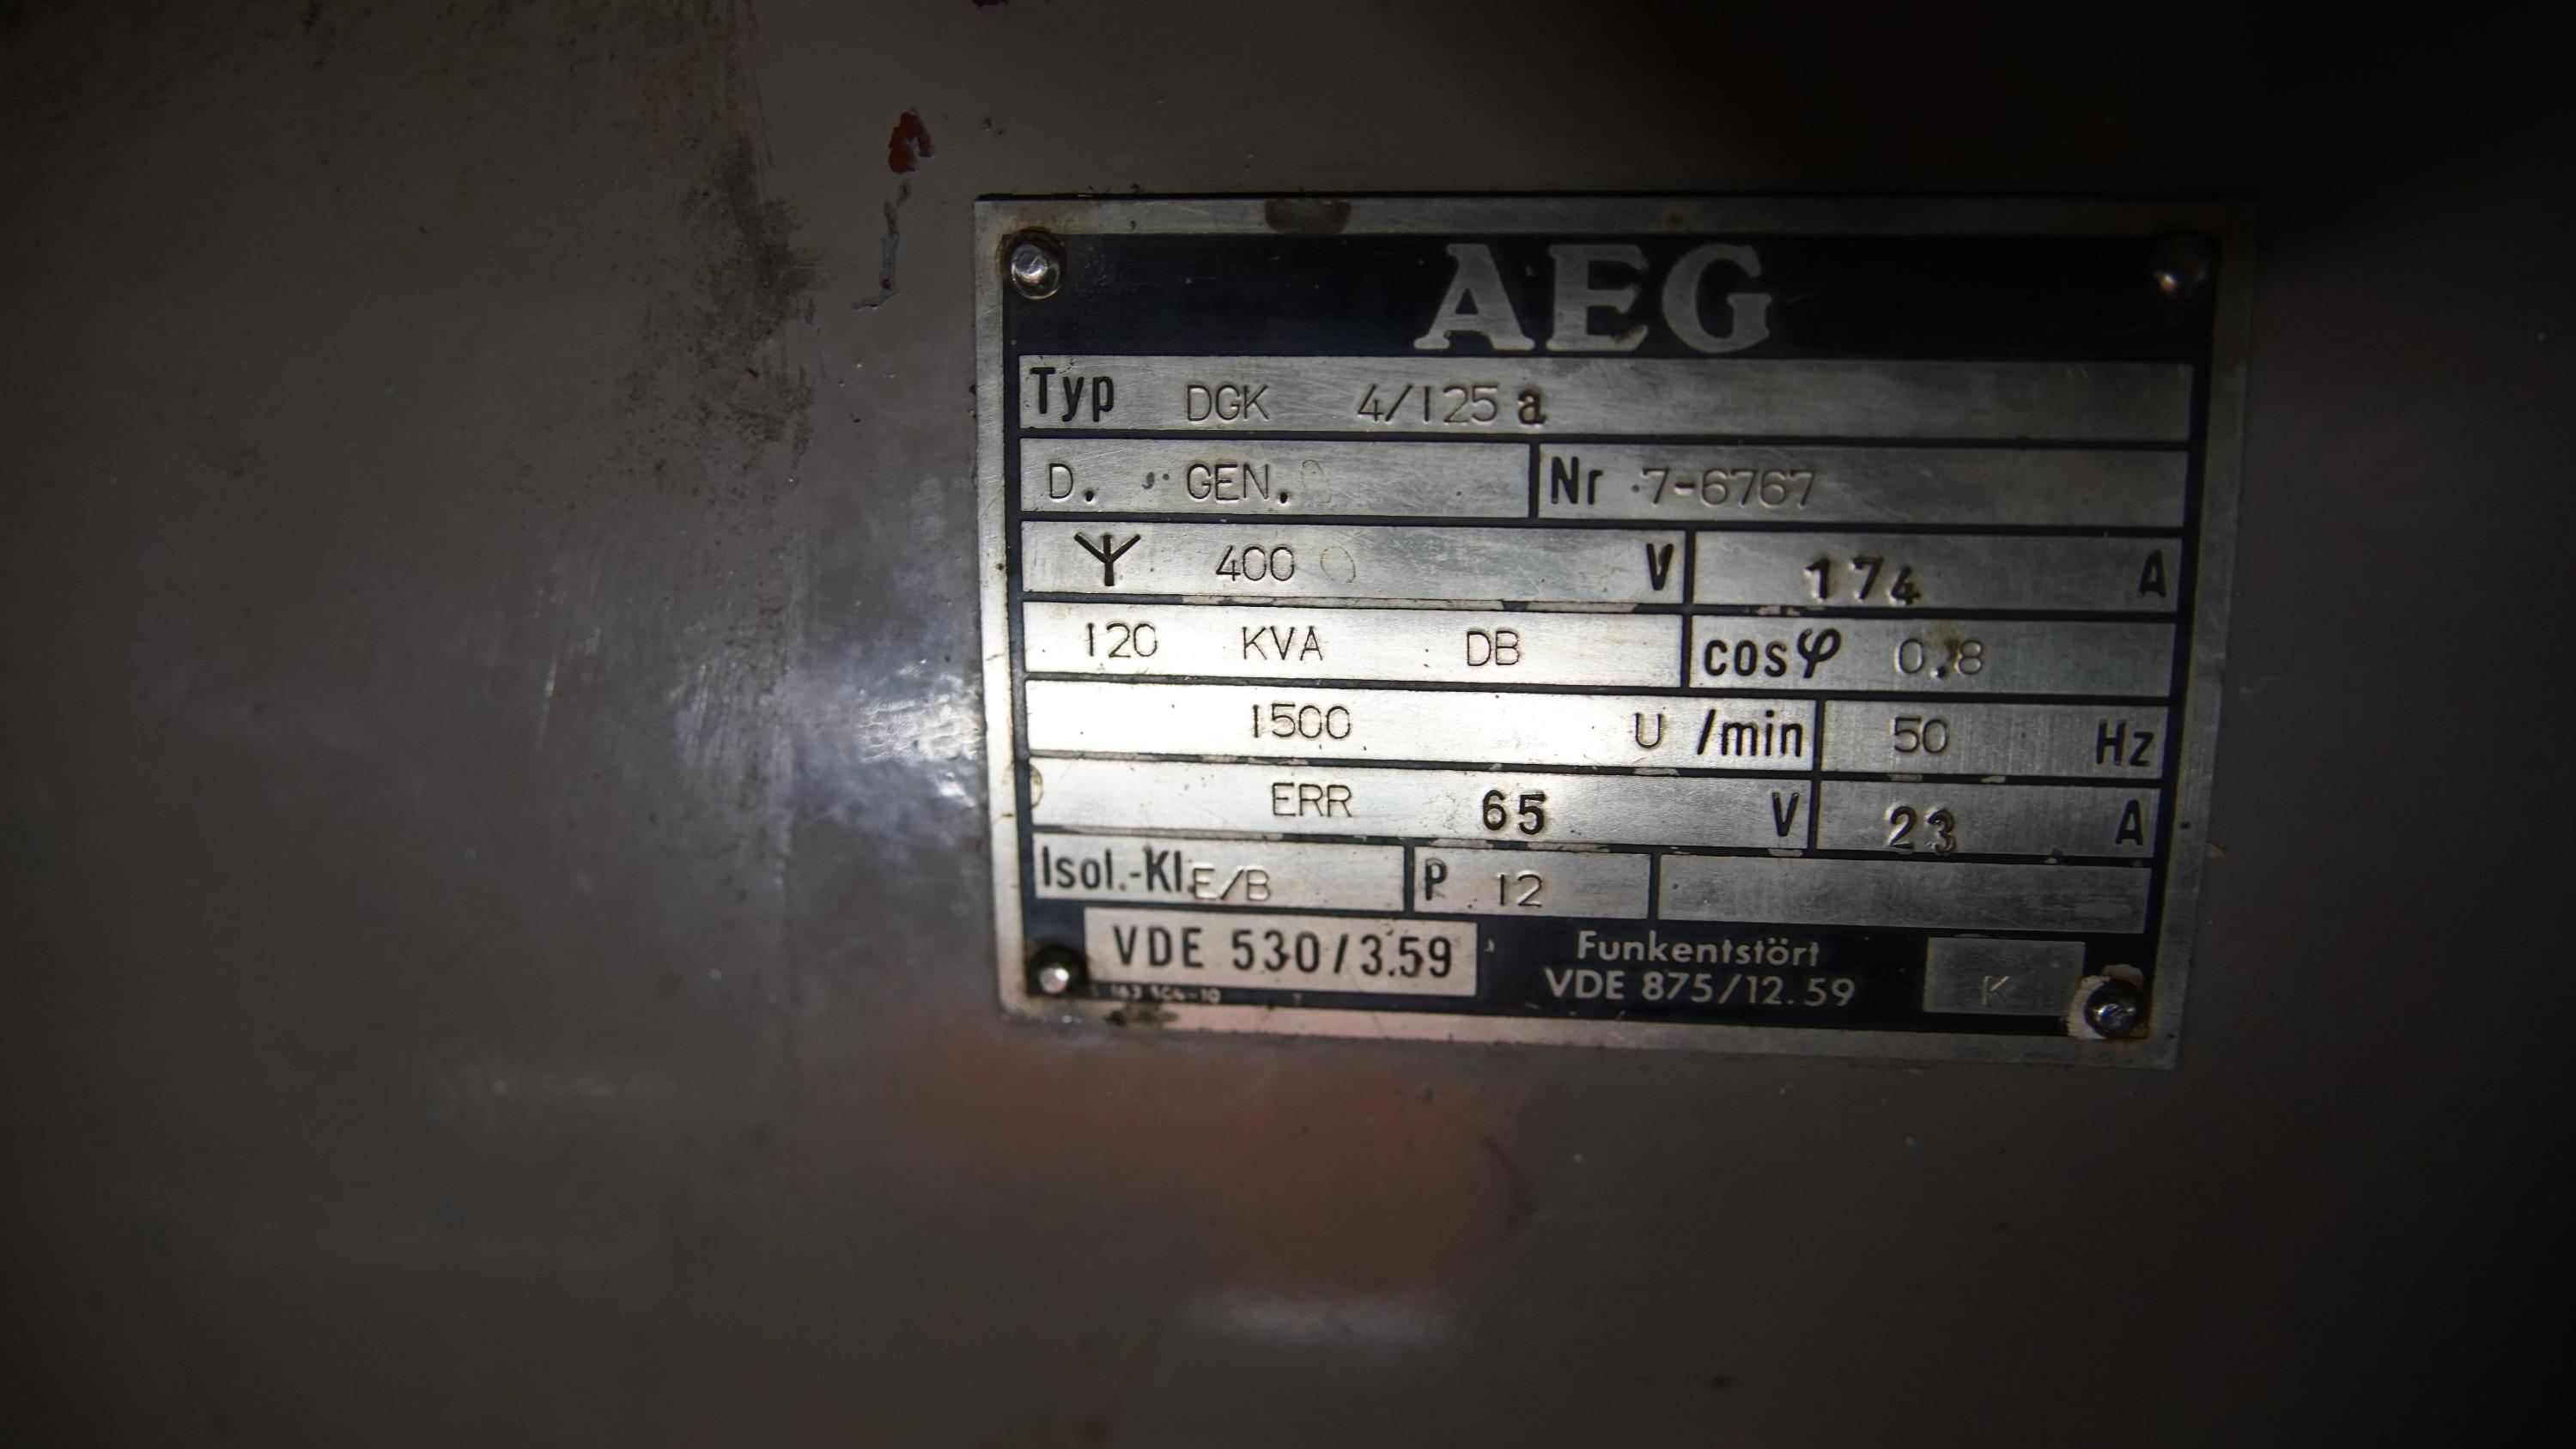 AEG
Typ DGK 4/125 a
D. GEN. Nr 7-6767
400 V 174 A
120 KVA DB cosφ 0,8
1500 U /min 50 Hz
ERR 65 V 23 A
Isol.-Kl. E/B P 12
VDE 530/3.59 Funkentstört
VDE 875/12.59 K